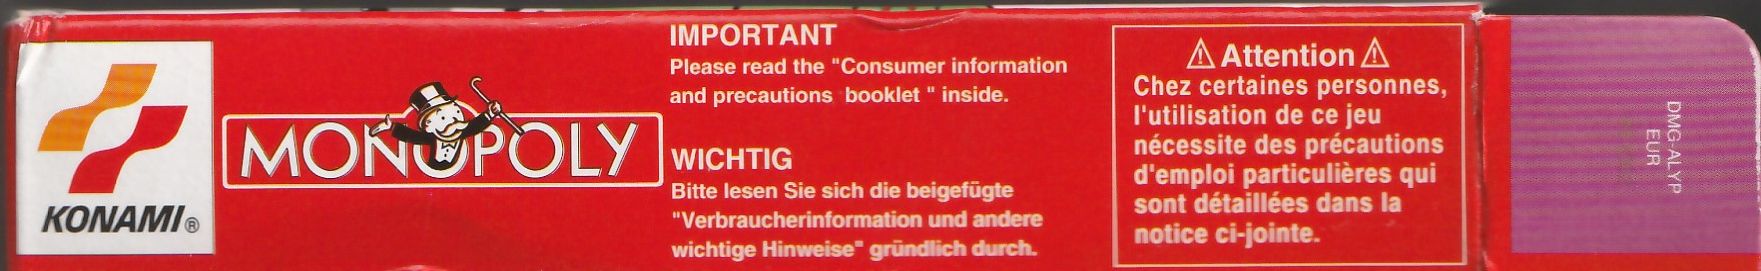 KONAMI®
MONOPOLY
IMPORTANT
Please read the "Consumer information
and precautions booklet " inside.
WICHTIG
Bitte lesen Sie sich die beigefügte
"Verbraucherinformation und andere
wichtige Hinweise" gründlich durch.
⚠ Attention ⚠
Chez certaines personnes,
l'utilisation de ce jeu
nécessite des précautions
d'emploi particulières qui
sont détaillées dans la
notice ci-jointe.
DMG-ALYP
EUR